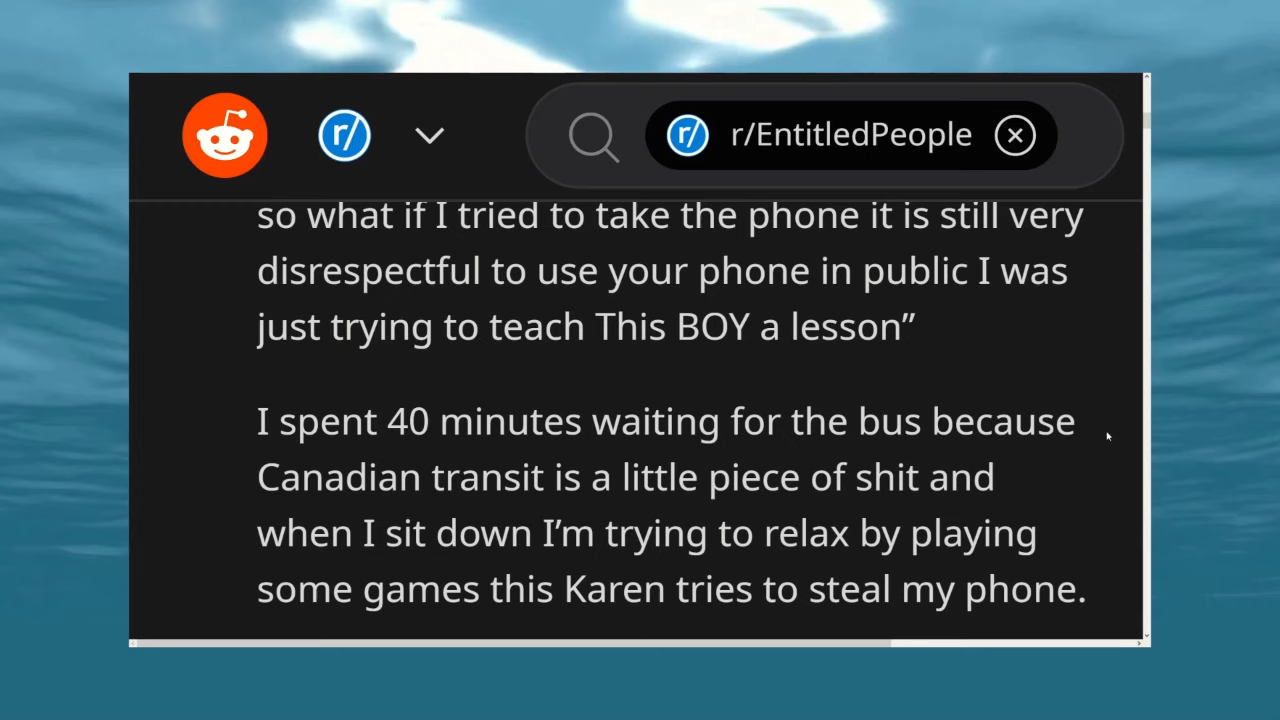 r/
r/
r/EntitledPeople
so what if I tried to take the phone it is still very
disrespectful to use your phone in public I was
just trying to teach This BOY a lesson”
I spent 40 minutes waiting for the bus because
Canadian transit is a little piece of shit and
when I sit down I’m trying to relax by playing
some games this Karen tries to steal my phone.